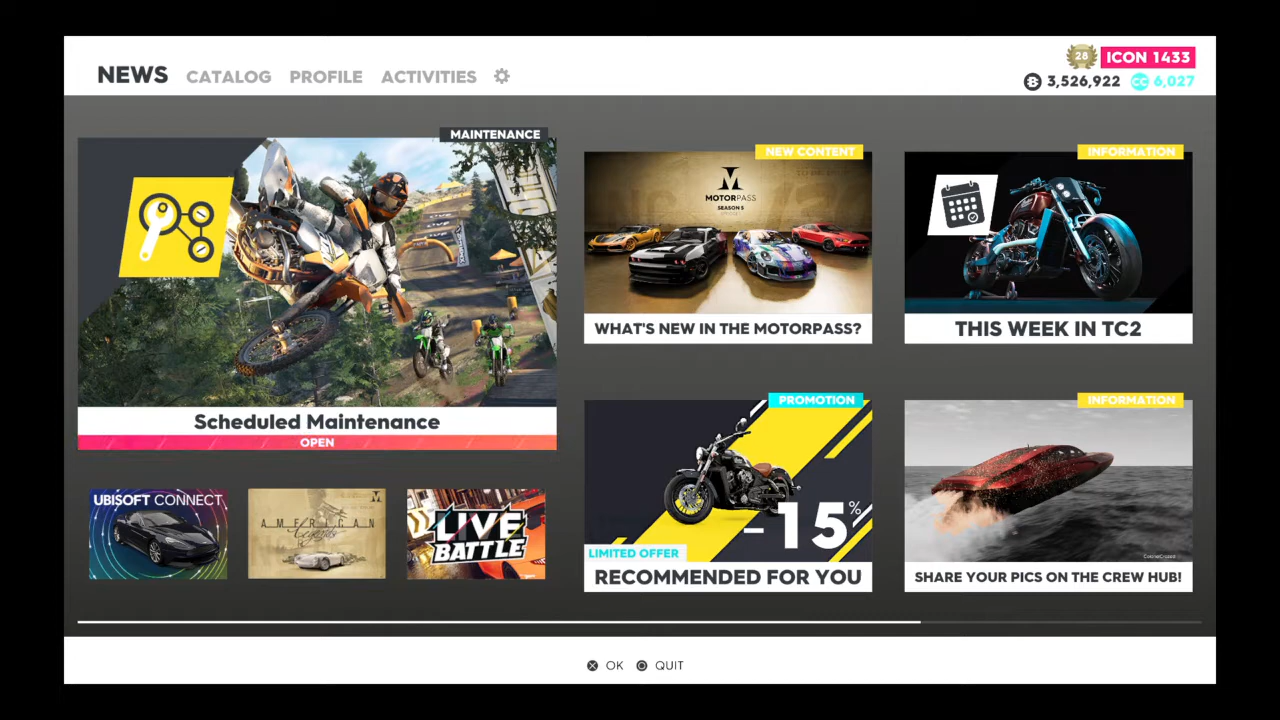 NEWS CATALOG PROFILE ACTIVITIES
28 ICON 1433
3,526,922 CC 6,027
MAINTENANCE
Scheduled Maintenance
OPEN
UBISOFT CONNECT
AMERICAN
Legends
LIVE
BATTLE
NEW CONTENT
MOTORPASS
SEASON 5
WHAT'S NEW IN THE MOTORPASS?
INFORMATION
THIS WEEK IN TC2
PROMOTION
-15%
LIMITED OFFER
RECOMMENDED FOR YOU
INFORMATION
SHARE YOUR PICS ON THE CREW HUB!
OK QUIT